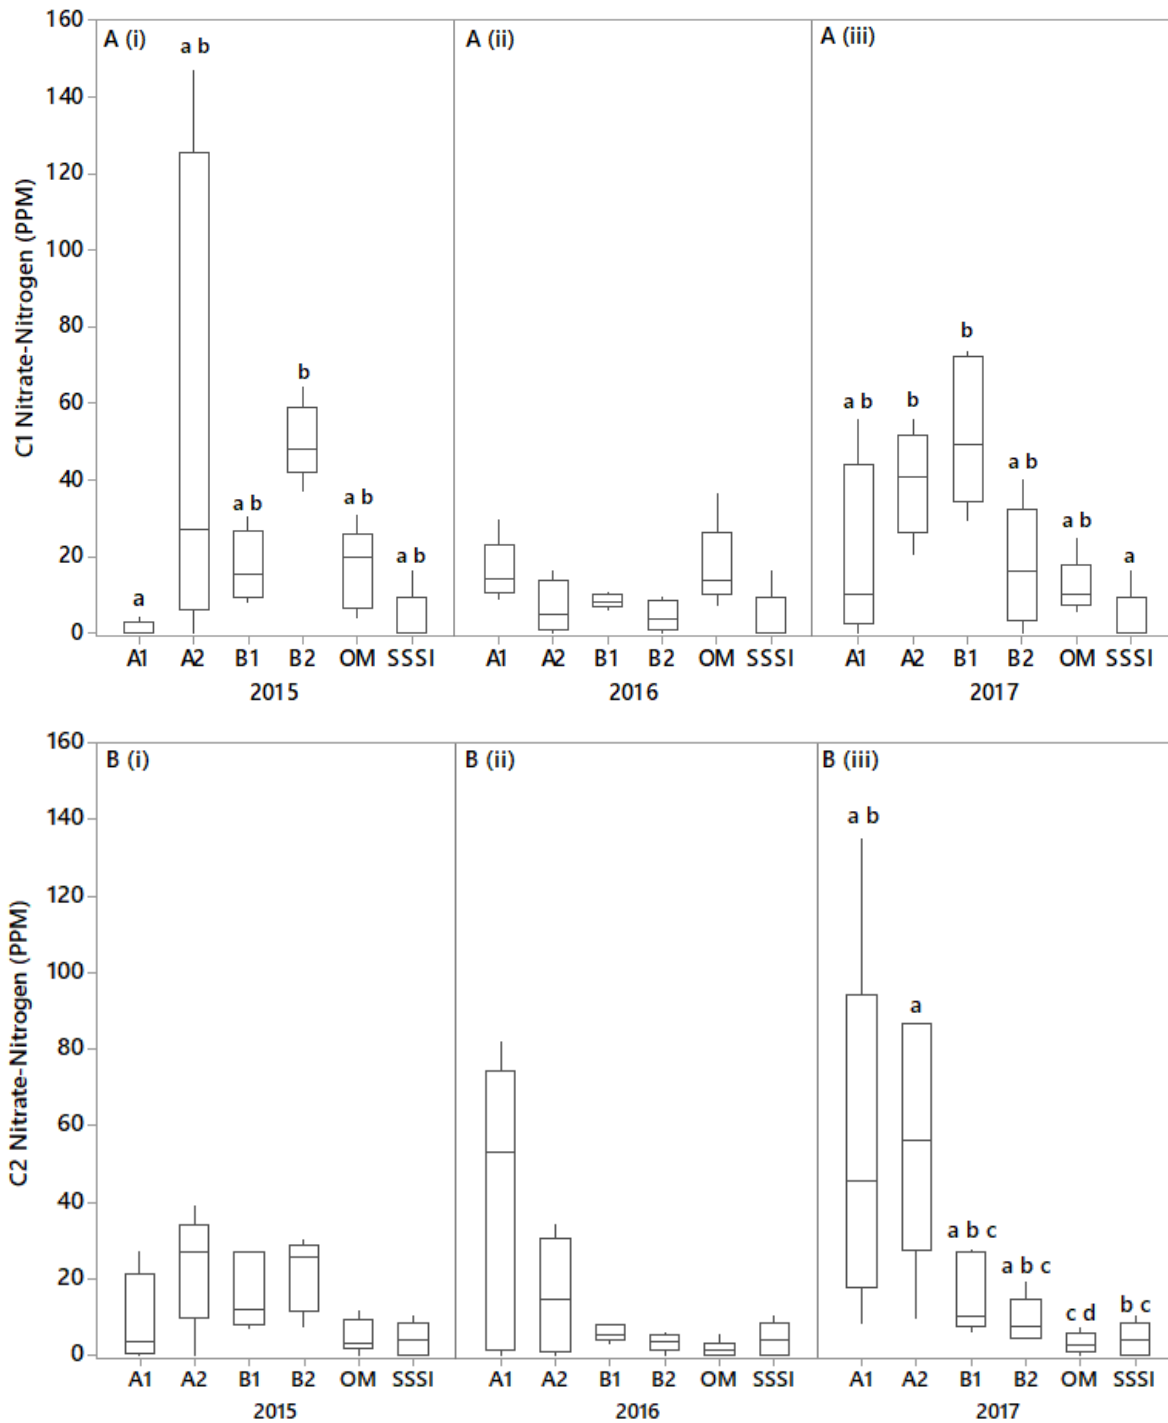 160
A (i)
A (ii)
A (iii)
a b
140
120
100
80
b
b
60
a b
b
a b
40
a b
a b
a b
20
a b
a
a
0
C1 Nitrate-Nitrogen (PPM)
A1 A2 B1 B2 OM SSSI A1 A2 B1 B2 OM SSSI A1 A2 B1 B2 OM SSSI
2015 2016 2017
160
B (i)
B (ii)
B (iii)
a b
140
120
100
a
80
60
40
a b c
a b c
20
c d
b c
0
C2 Nitrate-Nitrogen (PPM)
A1 A2 B1 B2 OM SSSI A1 A2 B1 B2 OM SSSI A1 A2 B1 B2 OM SSSI
2015 2016 2017